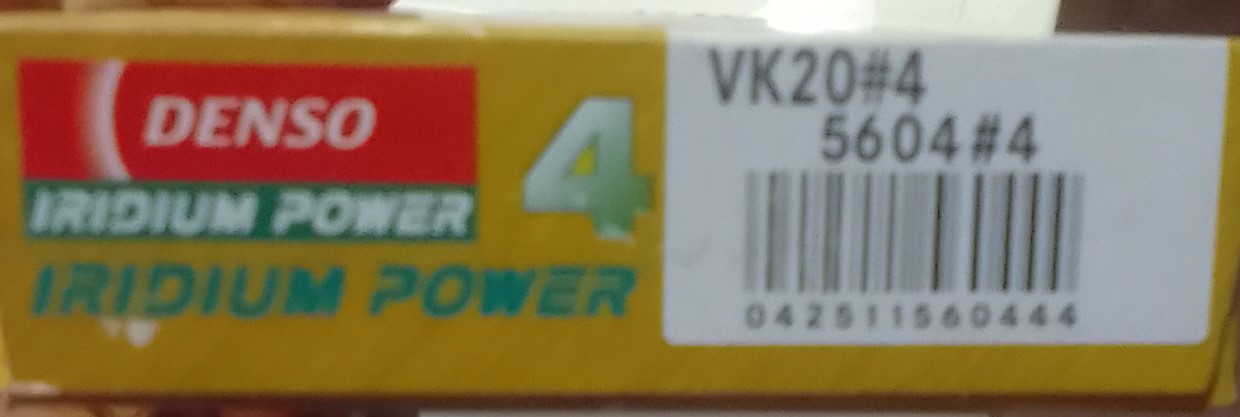 DENSO
IRIDIUM POWER
4
IRIDIUM POWER
VK20#4
5604#4
042511560444